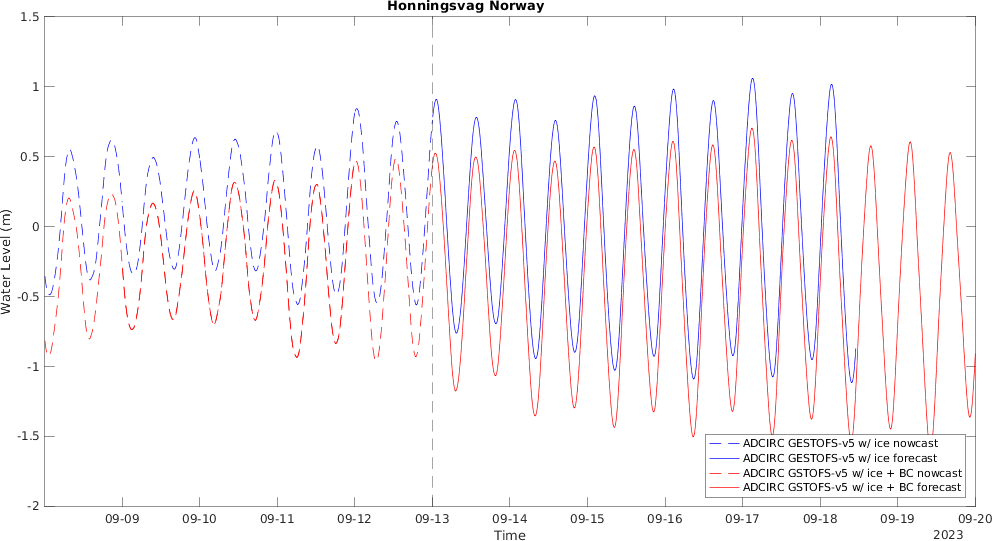 Honningsvag Norway
1.5
1
0.5
0
-0.5
-1
-1.5
-2
Water Level (m)
ADCIRC GESTOFS-v5 w/ ice nowcast
ADCIRC GESTOFS-v5 w/ ice forecast
ADCIRC GSTOFS-v5 w/ ice + BC nowcast
ADCIRC GSTOFS-v5 w/ ice + BC forecast
09-09 09-10 09-11 09-12 09-13 09-14 09-15 09-16 09-17 09-18 09-19 09-20
Time
2023